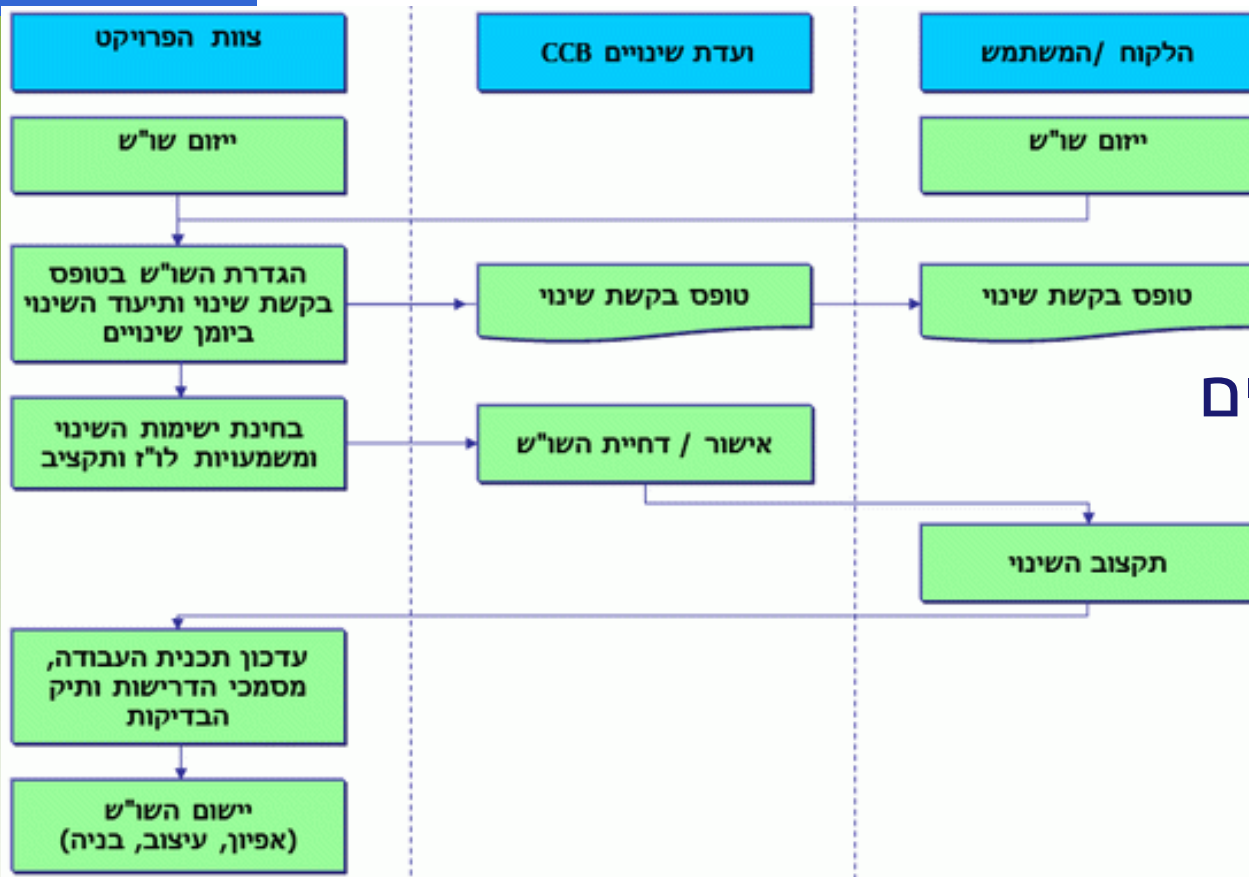 הלקוח /המשתמש
ועדת שינויים CCB
צוות הפרויקט
ייזום שו"ש
ייזום שו"ש
הגדרת השו"ש בטופס
בקשת שינוי ותיעוד השינוי
ביומן שינויים
טופס בקשת שינוי
טופס בקשת שינוי
בחינת ישימות השינוי
ומשמעויות לו"ז ותקציב
אישור / דחיית השו"ש
תקצוב השינוי
עדכון תכנית העבודה,
מסמכי הדרישות ותיק
הבדיקות
יישום השו"ש
(אפיון, עיצוב, בניה)